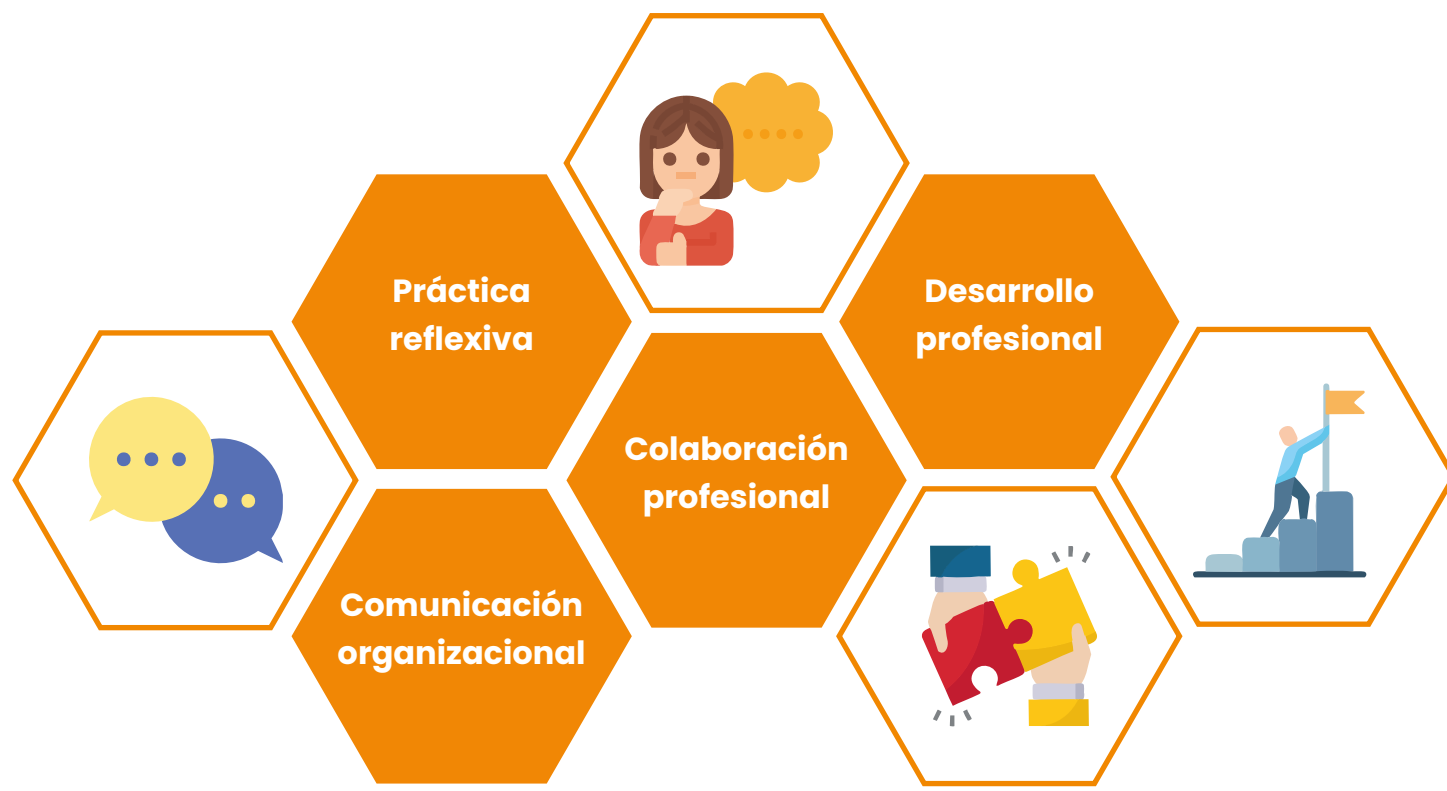 Práctica
reflexiva
Desarrollo
profesional
Colaboración
profesional
Comunicación
organizacional